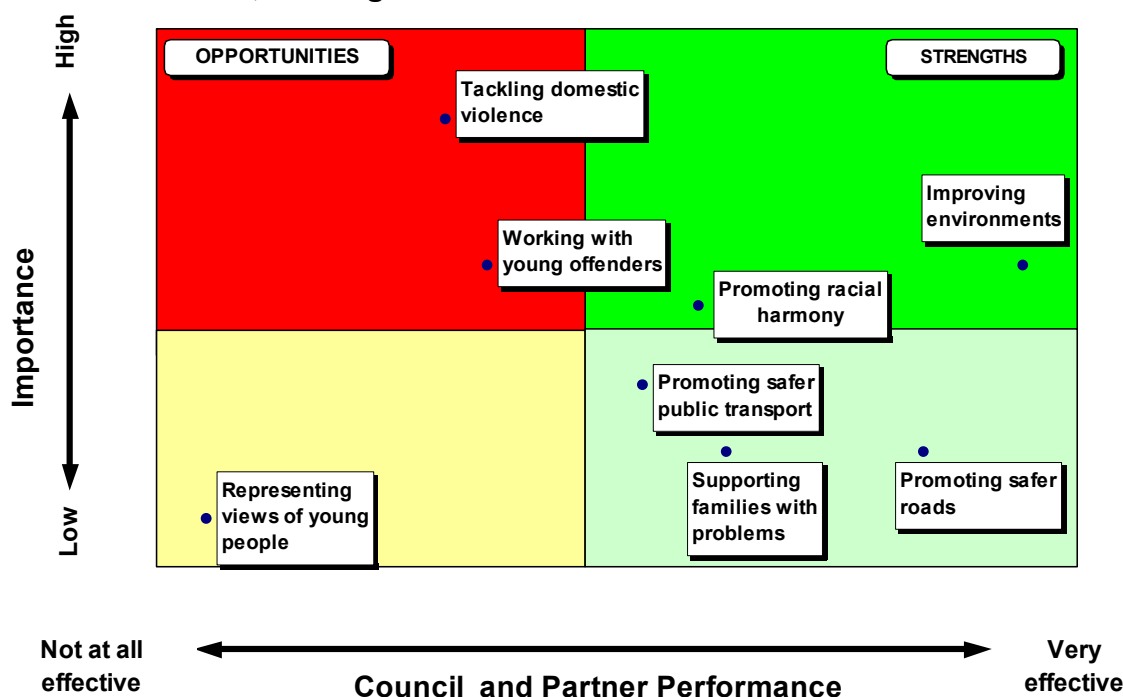 High
OPPORTUNITIES
STRENGTHS
Tackling domestic
violence
Improving
environments
Working with
young offenders
Promoting racial
harmony
Importance
Promoting safer
public transport
Supporting
families with
problems
Promoting safer
roads
Representing
views of young
people
Low
Not at all
effective
Very
effective
Council and Partner Performance